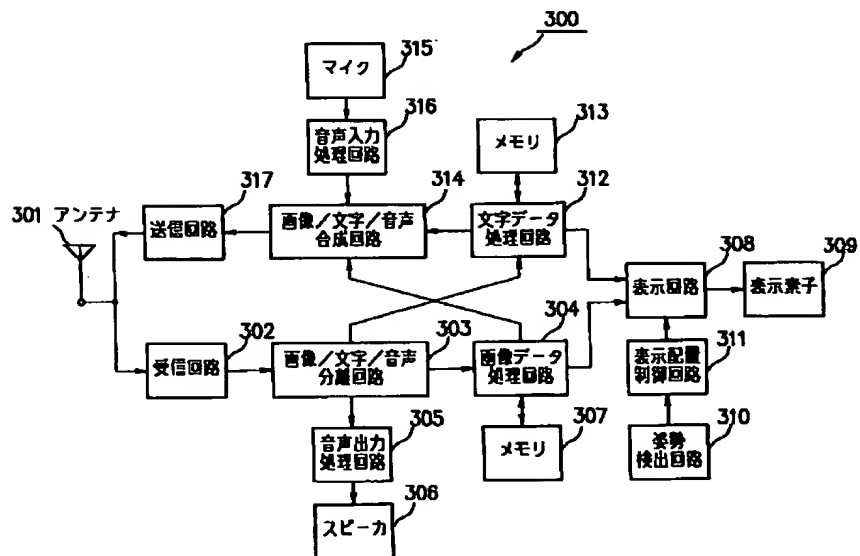 300
315
マイク
316
音声入力
処理回路
313
メモリ
317
314
312
301 アンテナ
送信回路
画像/文字/音声
合成回路
文字データ
処理回路
308
309
表示回路
表示素子
302
303
304
受信回路
画像/文字/音声
分離回路
画像データ
処理回路
311
表示配置
制御回路
305
音声出力
処理回路
307
メモリ
310
姿勢
検出回路
306
スピーカ